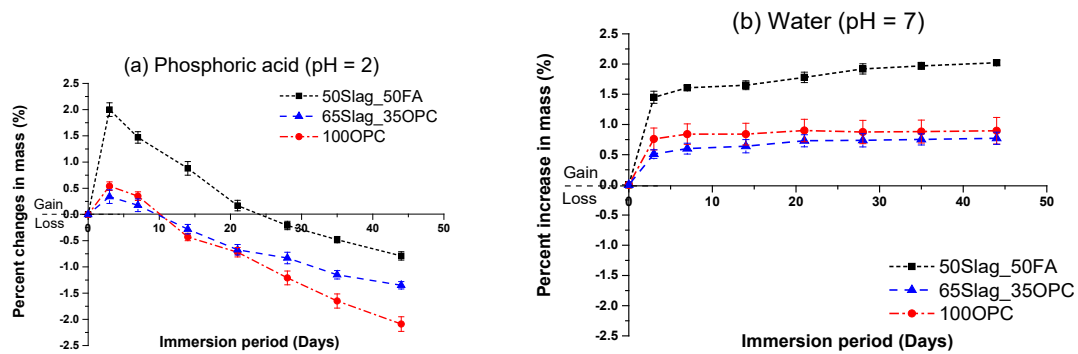 (a) Phosphoric acid (pH = 2)
Percent changes in mass (%)
2.5
2.0
1.5
1.0
0.5
0.0
-0.5
-1.0
-1.5
-2.0
-2.5
Gain
Loss
0 10 20 30 40 50
50Slag_50FA
65Slag_35OPC
100OPC
Immersion period (Days)
(b) Water (pH = 7)
Percent increase in mass (%)
2.5
2.0
1.5
1.0
0.5
0.0
-0.5
-1.0
-1.5
-2.0
-2.5
Gain
Loss
0 10 20 30 40 50
50Slag_50FA
65Slag_35OPC
100OPC
Immersion period (Days)